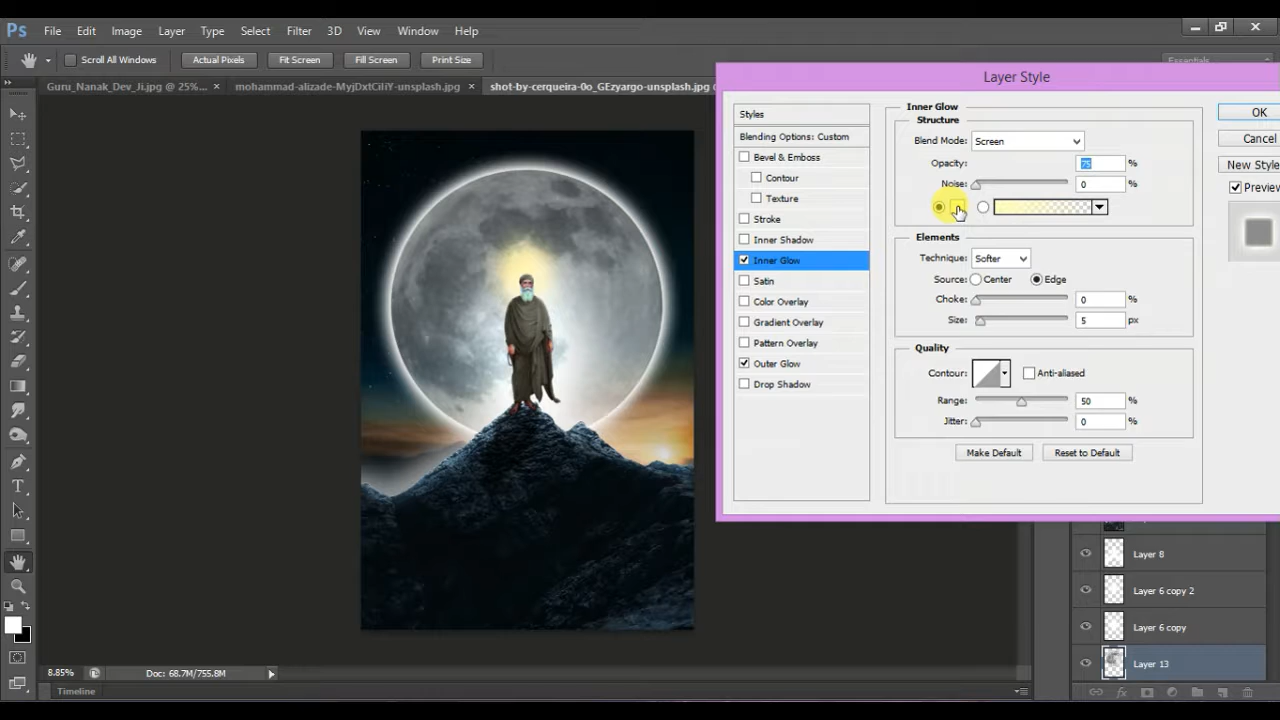 Ps File Edit Image Layer Type Select Filter 3D View Window Help
Scroll All Windows Actual Pixels Fit Screen Fill Screen Print Size Essentials
Guru_Nanak_Dev_Ji.jpg @ 25%... × mohammad-alizade-MyjDxtCiIiY-unsplash.jpg × shot-by-cerqueira-0o_GEzyargo-unsplash.jpg
Layer Style
Styles
Blending Options: Custom
Bevel & Emboss
Contour
Texture
Stroke
Inner Shadow
Inner Glow
Satin
Color Overlay
Gradient Overlay
Pattern Overlay
Outer Glow
Drop Shadow
Inner Glow
Structure
Blend Mode: Screen
Opacity: 75 %
Noise: 0 %
Elements
Technique: Softer
Source: Center Edge
Choke: 0 %
Size: 5 px
Quality
Contour: Anti-aliased
Range: 50 %
Jitter: 0 %
Make Default Reset to Default
OK
Cancel
New Style
Preview
Layer 8
Layer 6 copy 2
Layer 6 copy
Layer 13
8.85% Doc: 68.7M/755.8M
Timeline